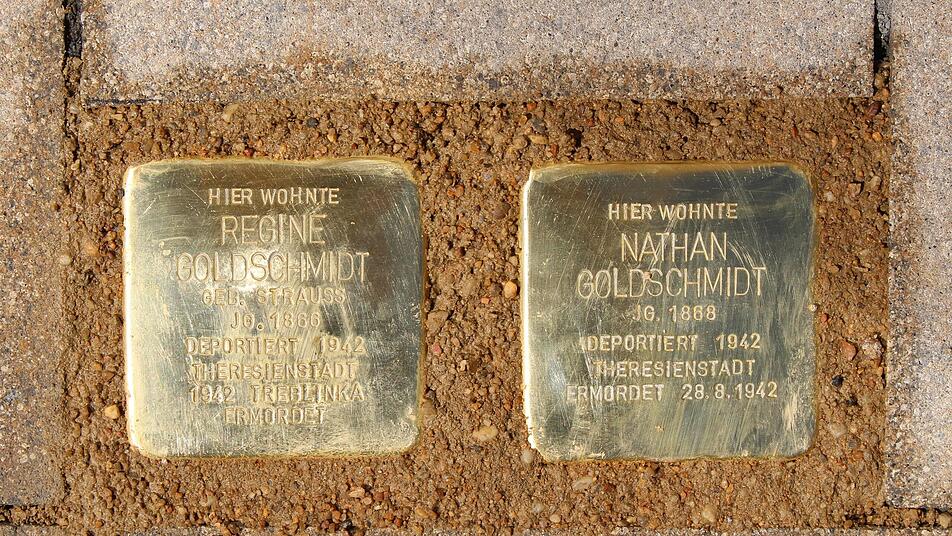 HIER WOHNTE
REGINE
GOLDSCHMIDT
GEB. STRAUSS
JG. 1866
DEPORTIERT 1942
THERESIENSTADT
1942 TREBLINKA
ERMORDET
HIER WOHNTE
NATHAN
GOLDSCHMIDT
JG. 1868
DEPORTIERT 1942
THERESIENSTADT
ERMORDET 28.8.1942